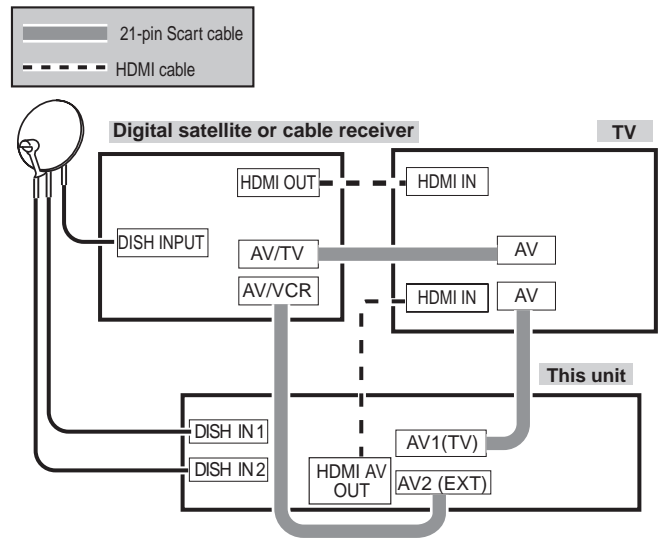 21-pin Scart cable
HDMI cable
Digital satellite or cable receiver
TV
HDMI OUT
HDMI IN
DISH INPUT
AV/TV
AV
AV/VCR
HDMI IN
AV
This unit
DISH IN 1
AV1(TV)
DISH IN 2
HDMI AV
OUT
AV2 (EXT)